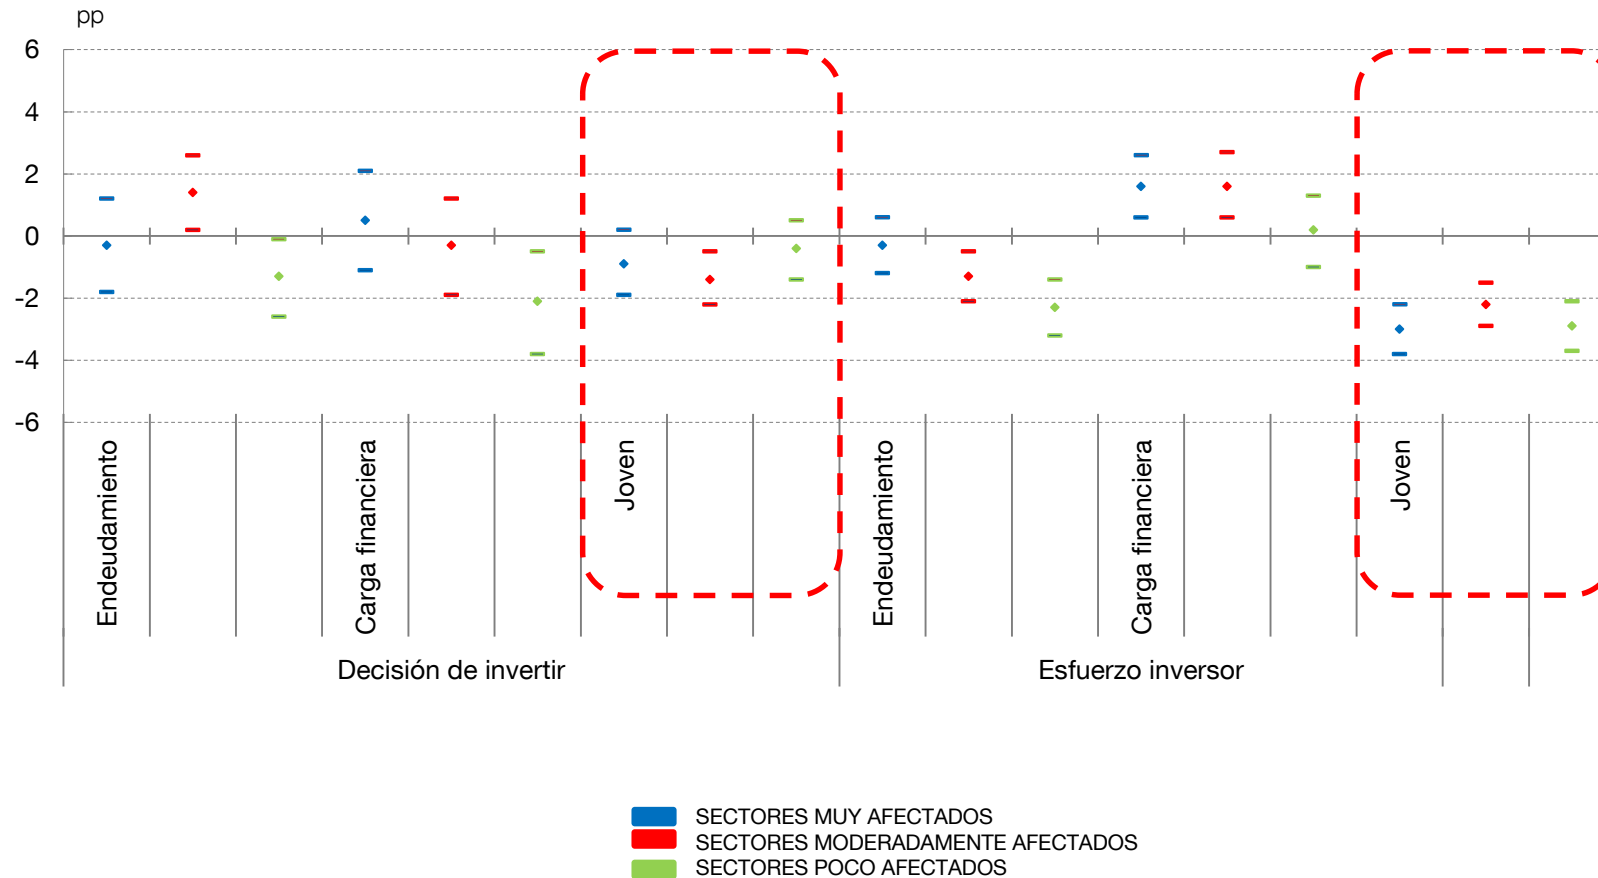 pp
6
4
2
0
-2
-4
-6
Endeudamiento
Carga financiera
Joven
Endeudamiento
Carga financiera
Joven
Decisión de invertir
Esfuerzo inversor
SECTORES MUY AFECTADOS
SECTORES MODERADAMENTE AFECTADOS
SECTORES POCO AFECTADOS